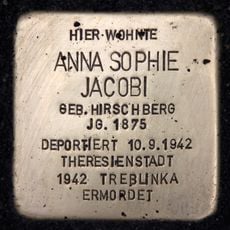 HIER WOHNTE
ANNA SOPHIE
JACOBI
GEB. HIRSCHBERG
JG. 1875
DEPORTIERT 10.9.1942
THERESIENSTADT
1942 TREBLINKA
ERMORDET